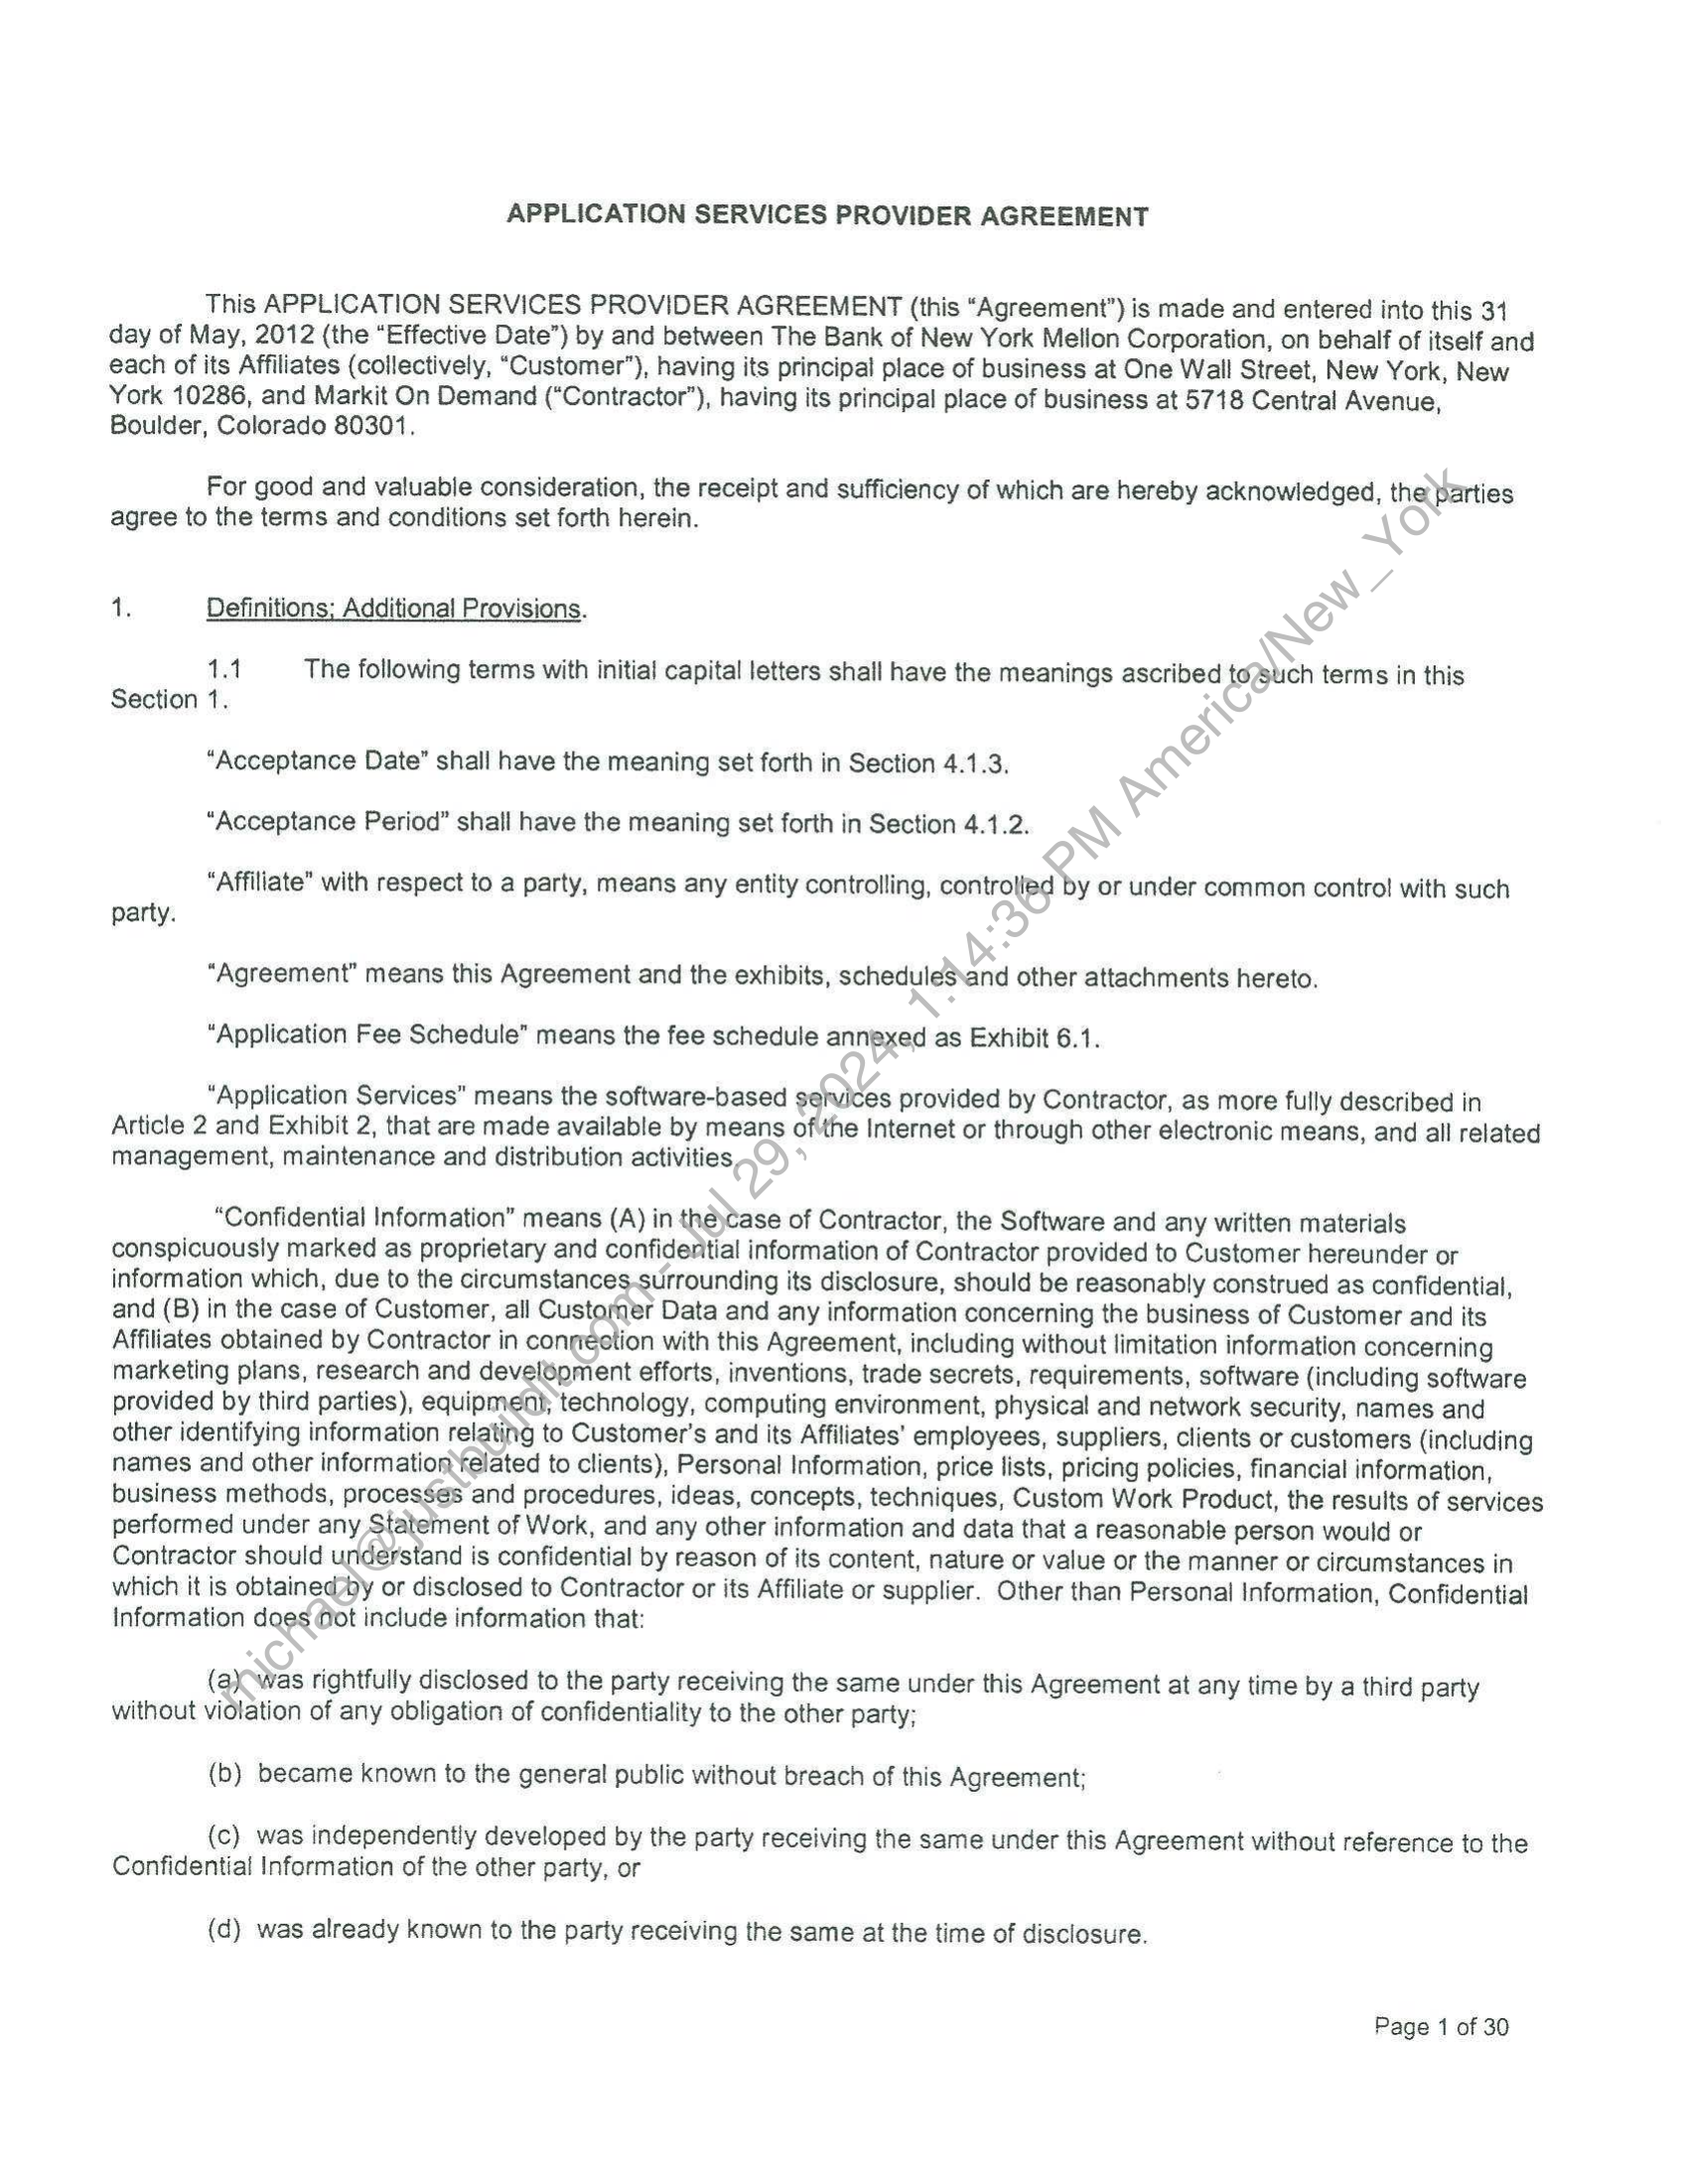 APPLICATION SERVICES PROVIDER AGREEMENT
This APPLICATION SERVICES PROVIDER AGREEMENT (this “Agreement”) is made and entered into this 31
day of May, 2012 (the “Effective Date”) by and between The Bank of New York Mellon Corporation, on behalf of itself and
each of its Affiliates (collectively, “Customer”), having its principal place of business at One Wall Street, New York, New
York 10286, and Markit On Demand (“Contractor”), having its principal place of business at 5718 Central Avenue,
Boulder, Colorado 80301.
For good and valuable consideration, the receipt and sufficiency of which are hereby acknowledged, the parties
agree to the terms and conditions set forth herein.
1. Definitions; Additional Provisions.
1.1 The following terms with initial capital letters shall have the meanings ascribed to such terms in this
Section 1.
“Acceptance Date” shall have the meaning set forth in Section 4.1.3.
“Acceptance Period” shall have the meaning set forth in Section 4.1.2.
“Affiliate” with respect to a party, means any entity controlling, controlled by or under common control with such
party.
“Agreement” means this Agreement and the exhibits, schedules and other attachments hereto.
“Application Fee Schedule” means the fee schedule annexed as Exhibit 6.1.
“Application Services” means the software-based services provided by Contractor, as more fully described in
Article 2 and Exhibit 2, that are made available by means of the Internet or through other electronic means, and all related
management, maintenance and distribution activities.
“Confidential Information” means (A) in the case of Contractor, the Software and any written materials
conspicuously marked as proprietary and confidential information of Contractor provided to Customer hereunder or
information which, due to the circumstances surrounding its disclosure, should be reasonably construed as confidential,
and (B) in the case of Customer, all Customer Data and any information concerning the business of Customer and its
Affiliates obtained by Contractor in connection with this Agreement, including without limitation information concerning
marketing plans, research and development efforts, inventions, trade secrets, requirements, software (including software
provided by third parties), equipment, technology, computing environment, physical and network security, names and
other identifying information relating to Customer's and its Affiliates' employees, suppliers, clients or customers (including
names and other information related to clients), Personal Information, price lists, pricing policies, financial information,
business methods, processes and procedures, ideas, concepts, techniques, Custom Work Product, the results of services
performed under any Statement of Work, and any other information and data that a reasonable person would or
Contractor should understand is confidential by reason of its content, nature or value or the manner or circumstances in
which it is obtained by or disclosed to Contractor or its Affiliate or supplier. Other than Personal Information, Confidential
Information does not include information that:
(a) was rightfully disclosed to the party receiving the same under this Agreement at any time by a third party
without violation of any obligation of confidentiality to the other party;
(b) became known to the general public without breach of this Agreement;
(c) was independently developed by the party receiving the same under this Agreement without reference to the
Confidential Information of the other party, or
(d) was already known to the party receiving the same at the time of disclosure.
Page 1 of 30
michael@justbuildit.com - Jul 29, 2024, 1:14:36 PM America/New_York